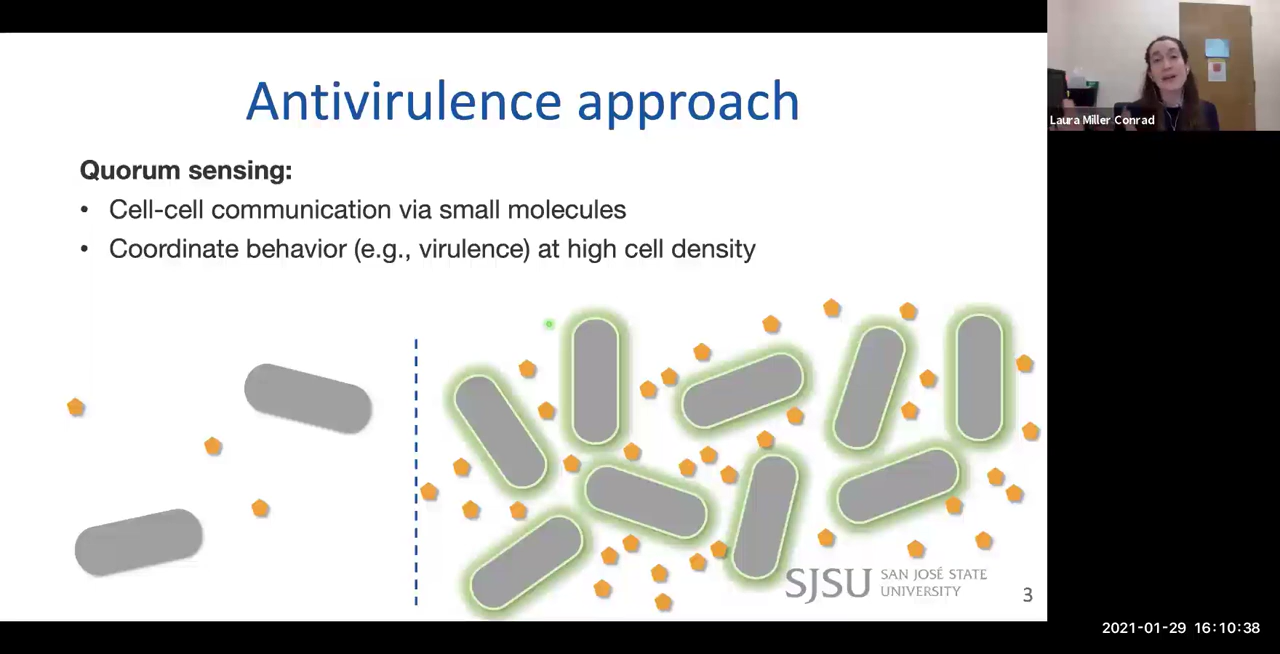 Antivirulence approach
Quorum sensing:
• Cell-cell communication via small molecules
• Coordinate behavior (e.g., virulence) at high cell density
SJSU SAN JOSÉ STATE
UNIVERSITY
3
Laura Miller Conrad
2021-01-29 16:10:38